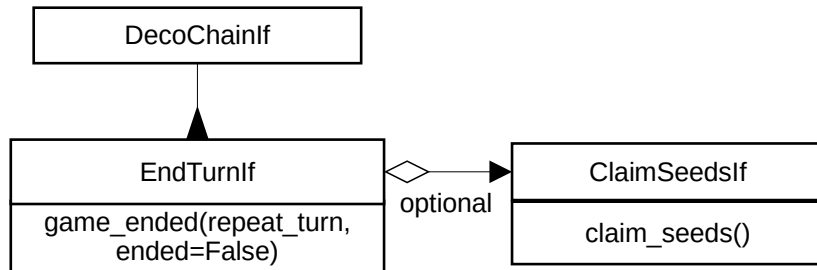 DecoChainIf
EndTurnIf
game_ended(repeat_turn,
ended=False)
optional
ClaimSeedsIf
claim_seeds()